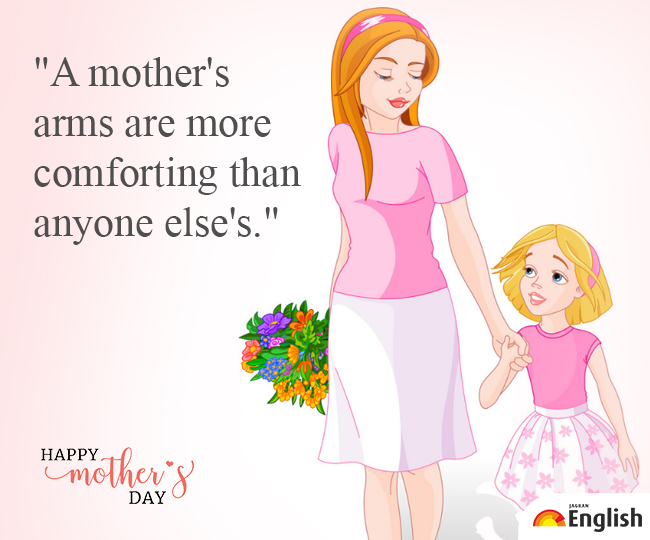 "A mother's
arms are more
comforting than
anyone else's."
HAPPY
mother's
DAY
JAGRAN
English